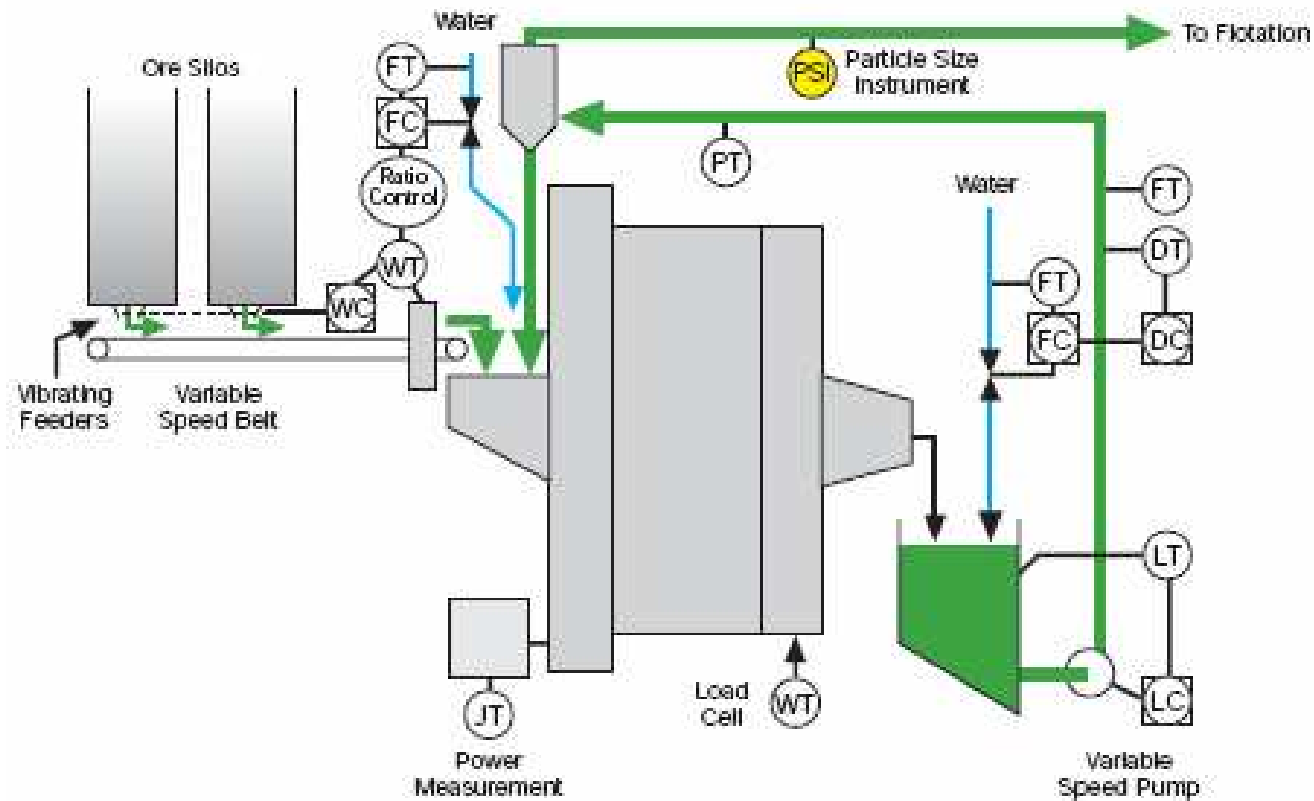 Water
To Flotation
Ore Silos
FT
PSI
Particle Size
Instrument
FC
PT
Ratio
Control
Water
FT
WT
DT
FT
WC
FC
DC
Vibrating
Feeders
Variable
Speed Belt
LT
Load
Cell
WT
LC
JT
Power
Measurement
Variable
Speed Pump